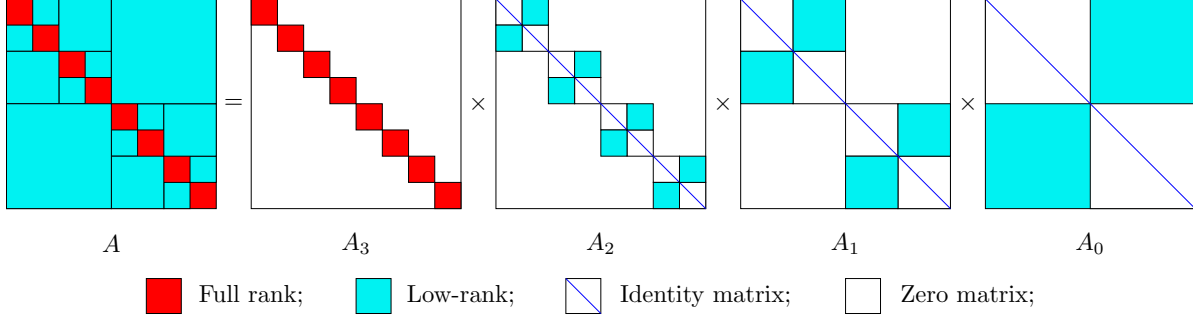 = × × ×
A A₃ A₂ A₁ A₀
Full rank; Low-rank; Identity matrix; Zero matrix;